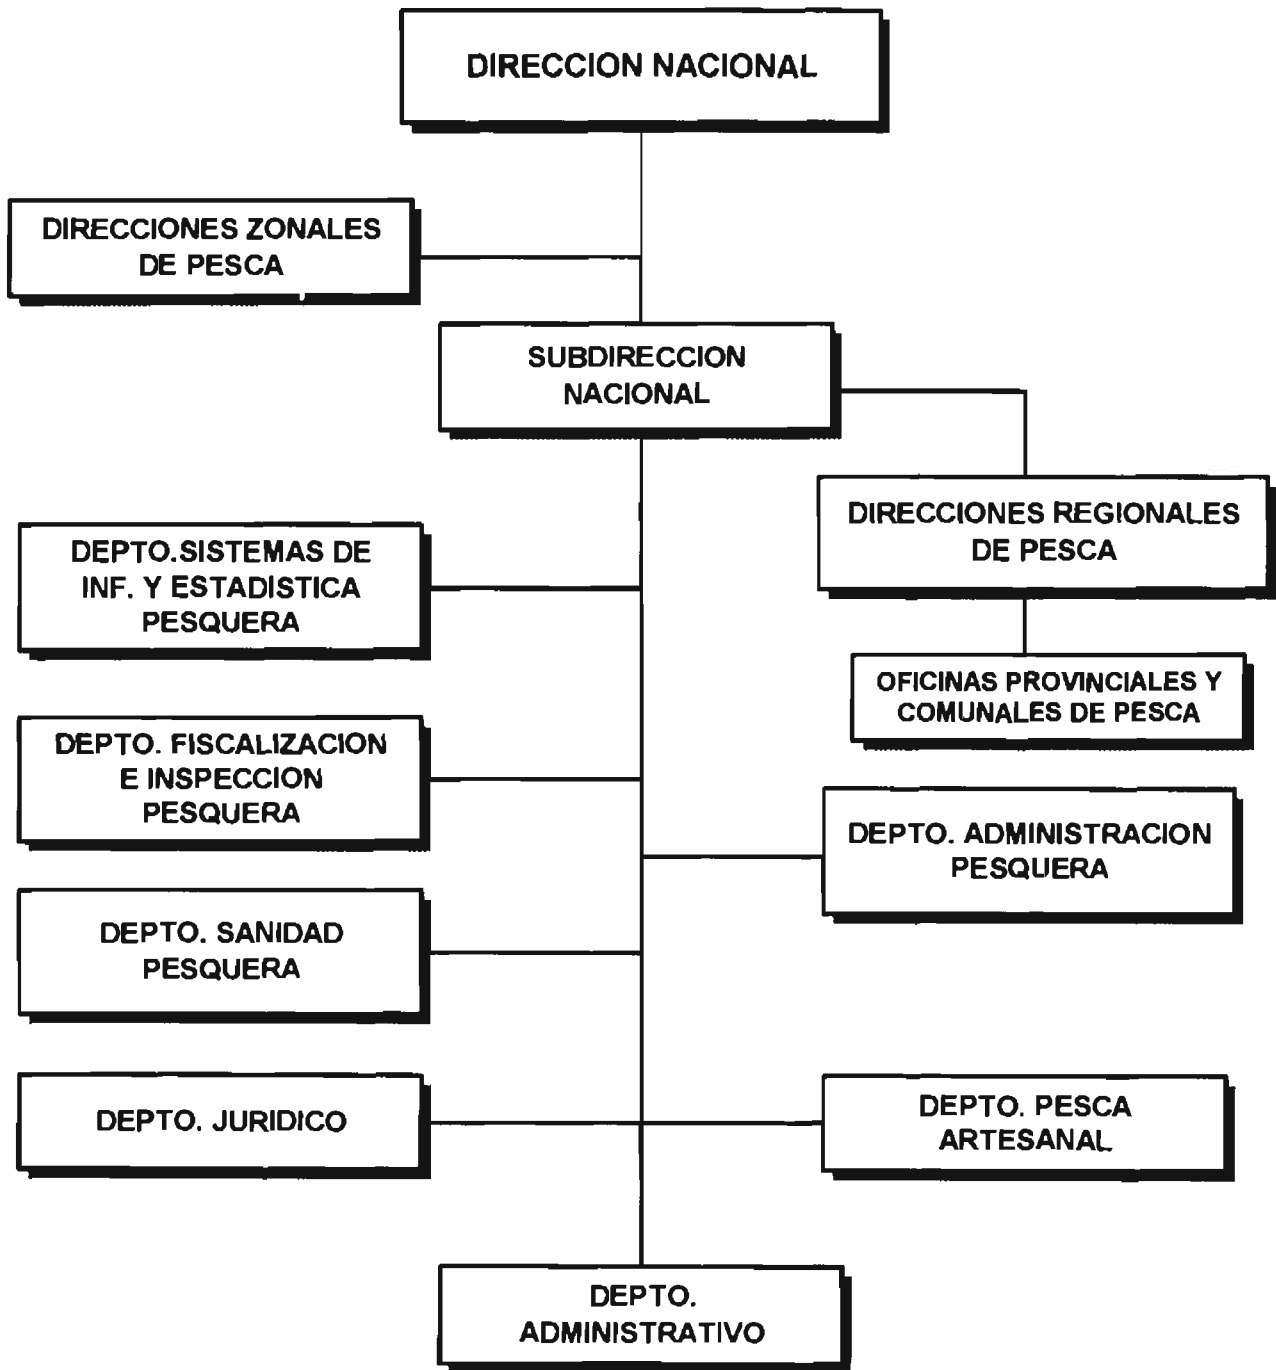 DIRECCION NACIONAL
DIRECCIONES ZONALES
DE PESCA
SUBDIRECCION
NACIONAL
DIRECCIONES REGIONALES
DE PESCA
DEPTO.SISTEMAS DE
INF. Y ESTADISTICA
PESQUERA
OFICINAS PROVINCIALES Y
COMUNALES DE PESCA
DEPTO. FISCALIZACION
E INSPECCION
PESQUERA
DEPTO. ADMINISTRACION
PESQUERA
DEPTO. SANIDAD
PESQUERA
DEPTO. JURIDICO
DEPTO. PESCA
ARTESANAL
DEPTO.
ADMINISTRATIVO